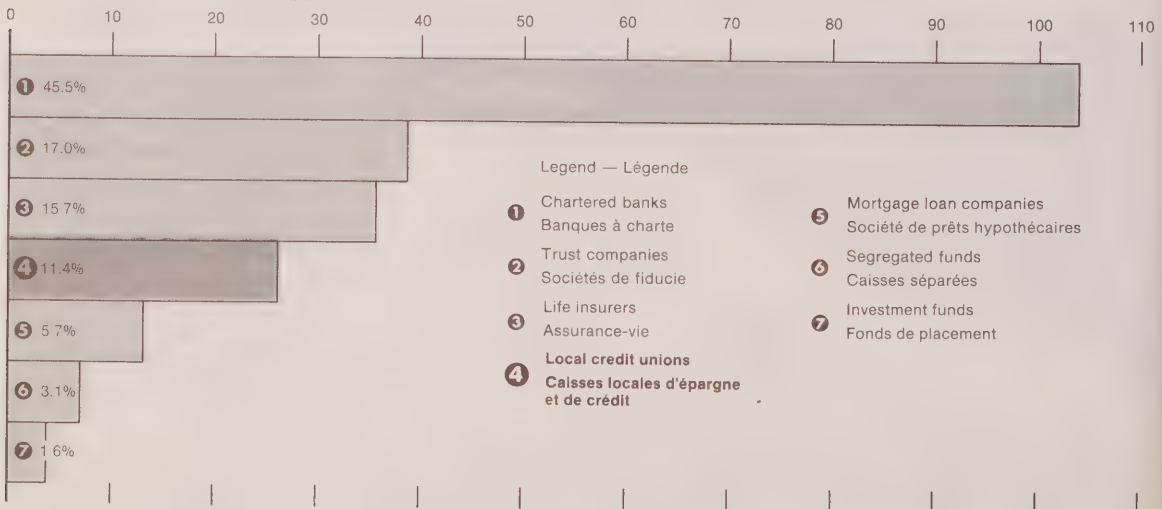 0 10 20 30 40 50 60 70 80 90 100 110
1 45.5%
2 17.0%
3 15 7%
4 11.4%
5 5 7%
6 3.1%
7 1 6%
Legend — Légende
1 Chartered banks
Banques à charte
2 Trust companies
Sociétés de fiducie
3 Life insurers
Assurance-vie
4 Local credit unions
Caisses locales d'épargne
et de crédit
5 Mortgage loan companies
Société de prêts hypothécaires
6 Segregated funds
Caisses séparées
7 Investment funds
Fonds de placement